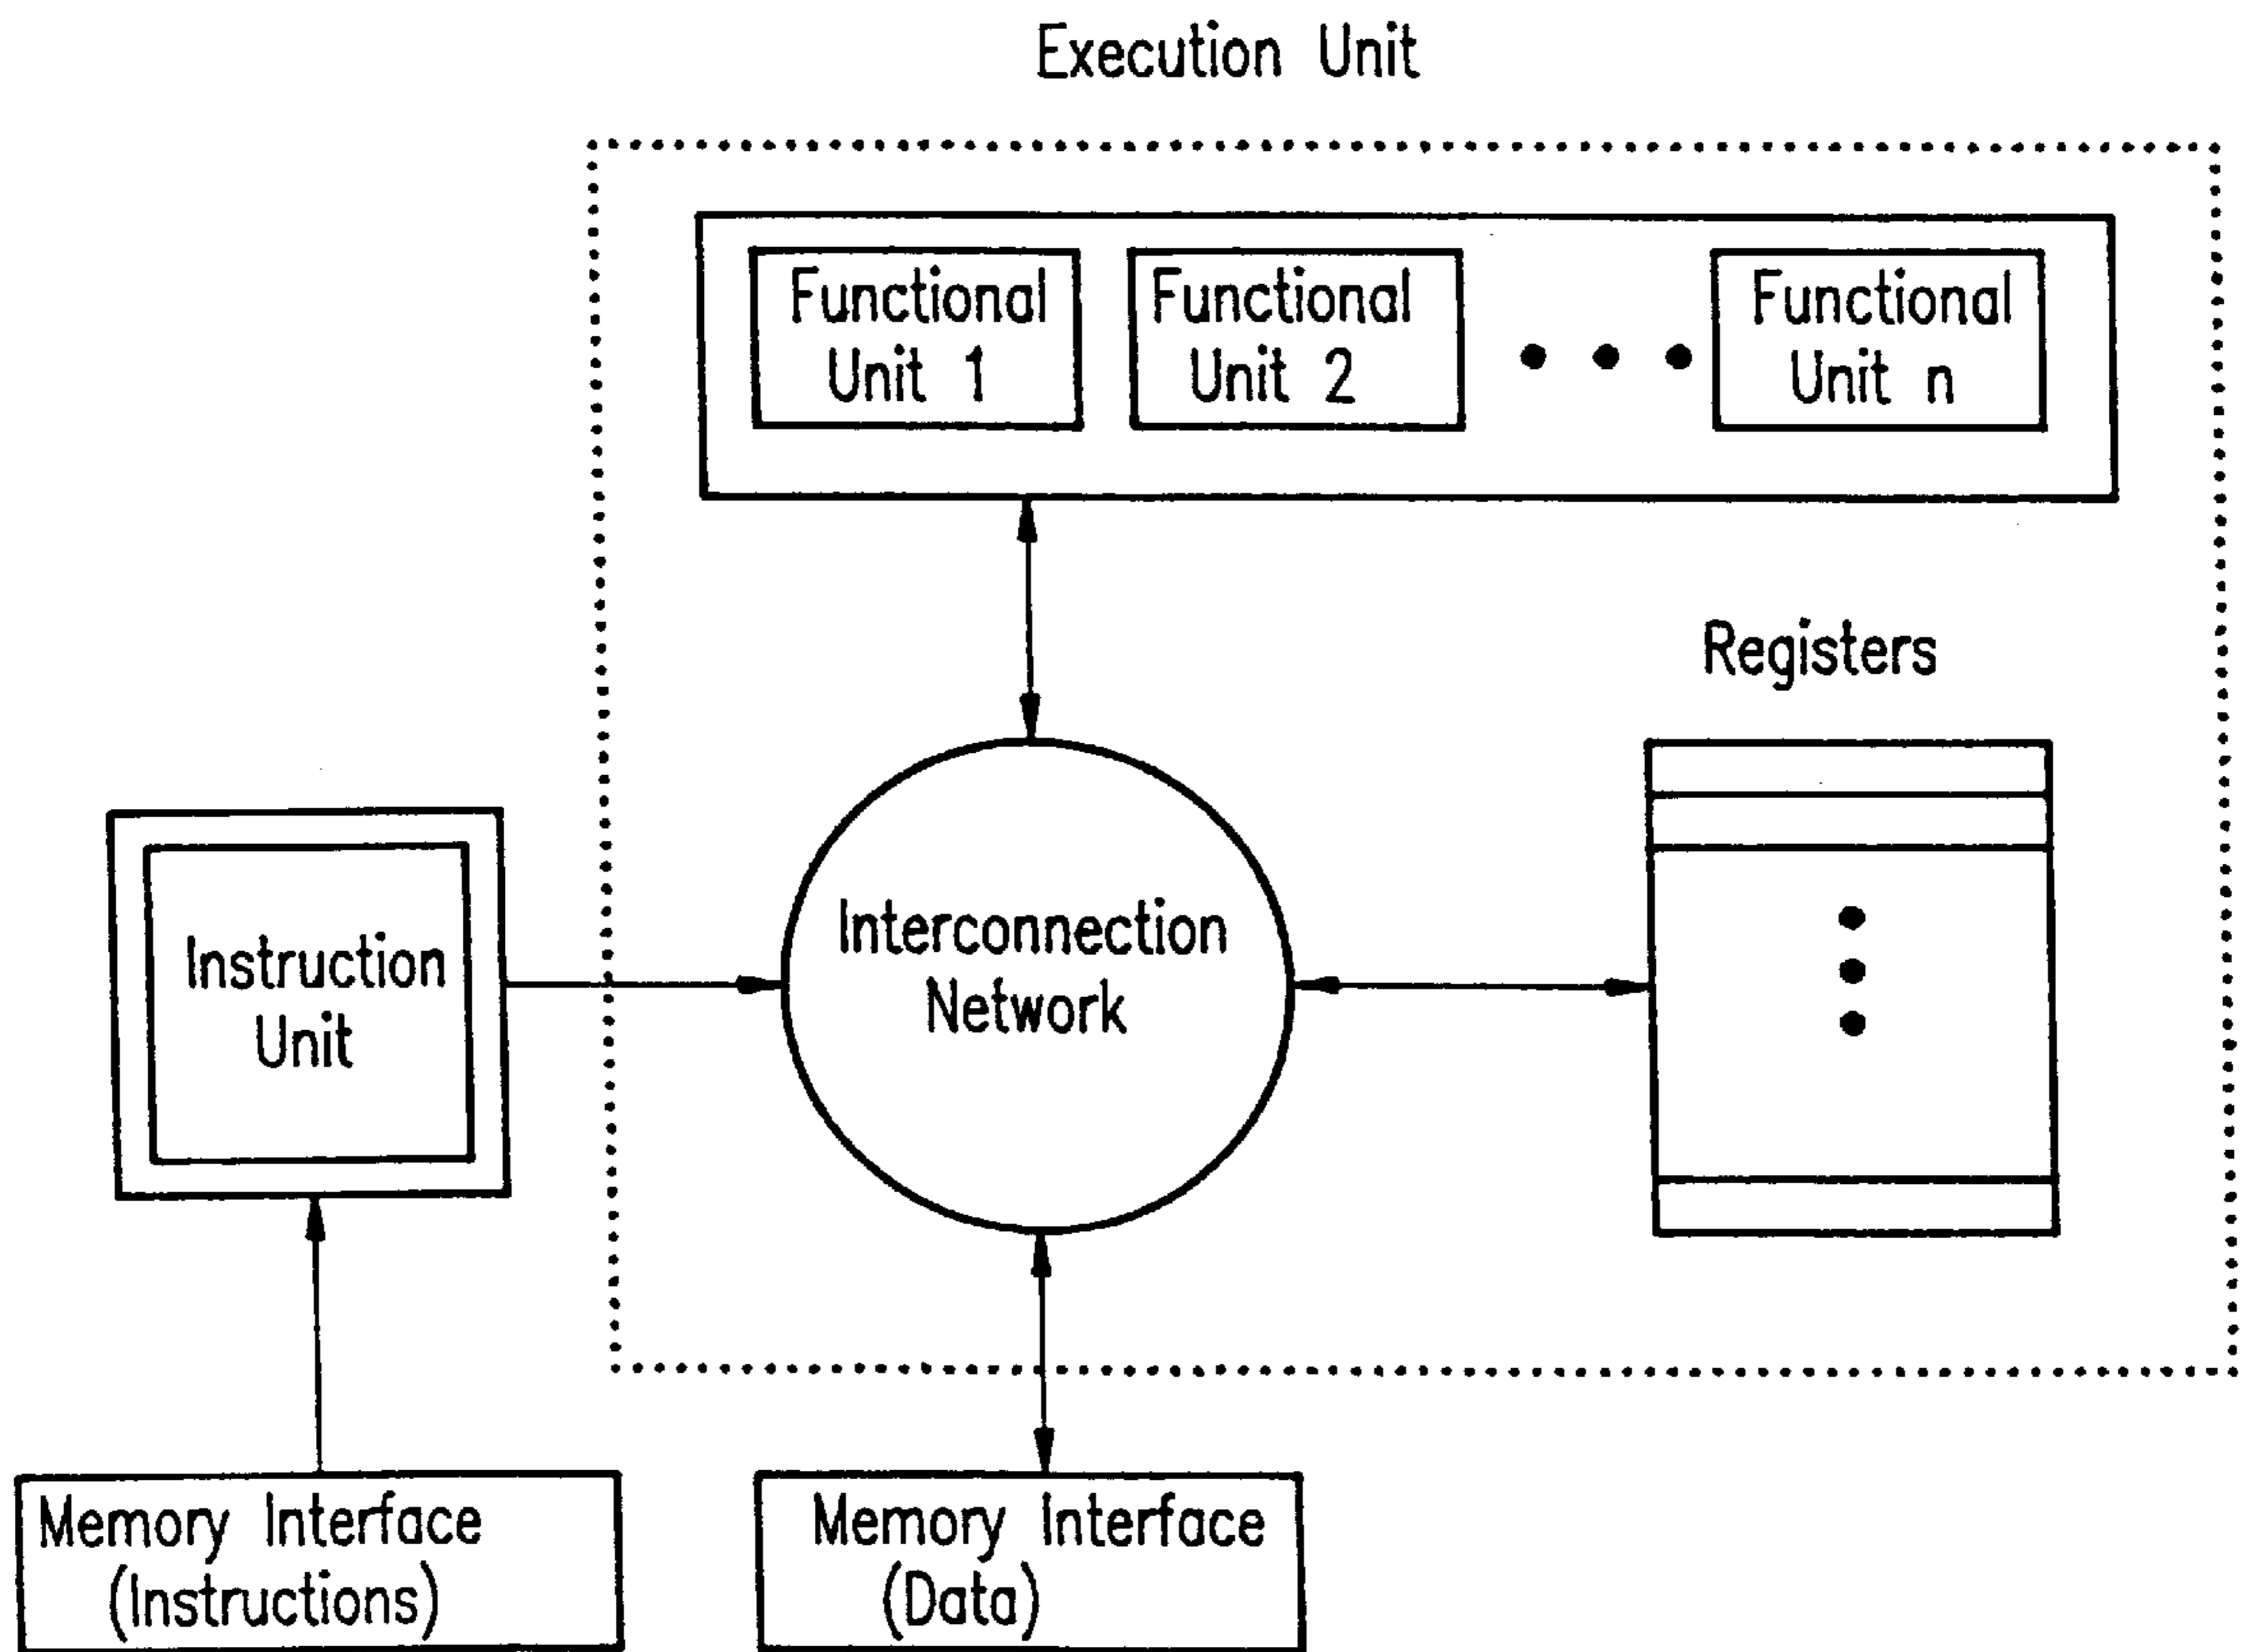 Execution Unit
Functional
Unit 1
Functional
Unit 2
Functional
Unit n
Registers
Interconnection
Network
Instruction
Unit
Memory Interface
(Instructions)
Memory Interface
(Data)